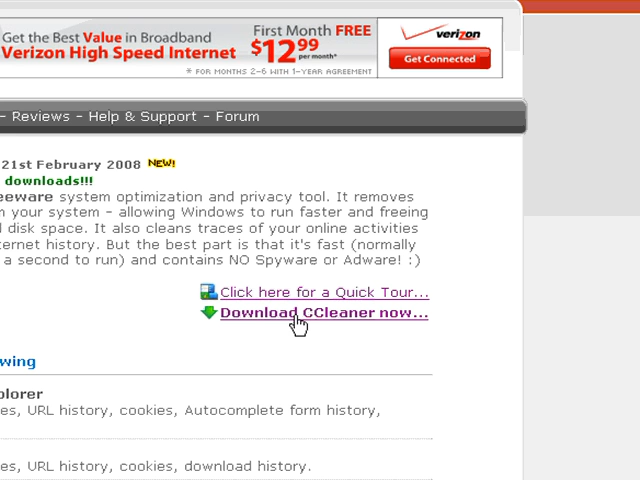 Get the Best Value in Broadband
Verizon High Speed Internet
First Month FREE
$12.99 per month*
* FOR MONTHS 2-6 WITH 1-YEAR AGREEMENT
verizon
Get Connected
- Reviews - Help & Support - Forum
21st February 2008 NEW!
downloads!!!
eeware system optimization and privacy tool. It removes
m your system - allowing Windows to run faster and freeing
d disk space. It also cleans traces of your online activities
ternet history. But the best part is that it's fast (normally
a second to run) and contains NO Spyware or Adware! :)
Click here for a Quick Tour...
Download CCleaner now...
wing
plorer
es, URL history, cookies, Autocomplete form history,
es, URL history, cookies, download history.